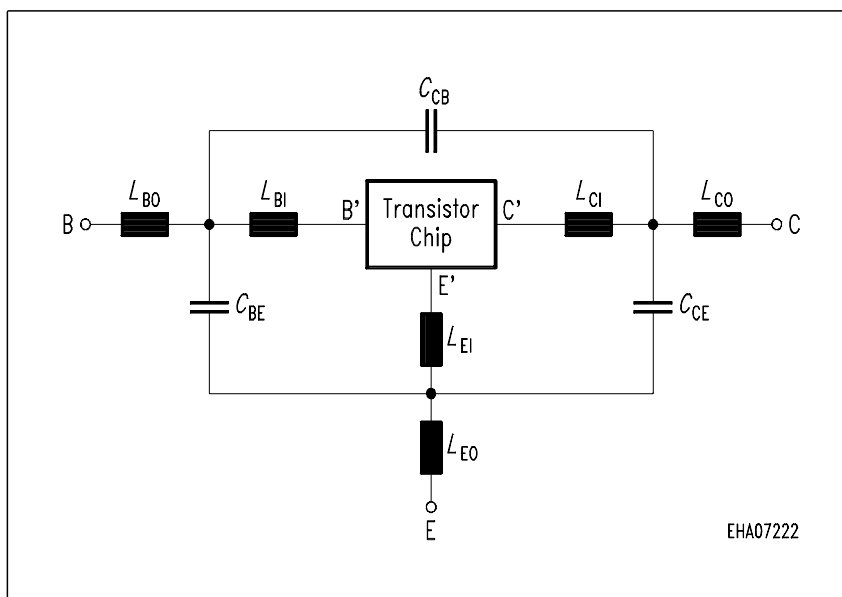 C_CB
L_BO L_BI B' Transistor C' L_CI L_CO
B Chip C
E'
C_BE C_CE
L_EI
L_EO
E
EHA07222